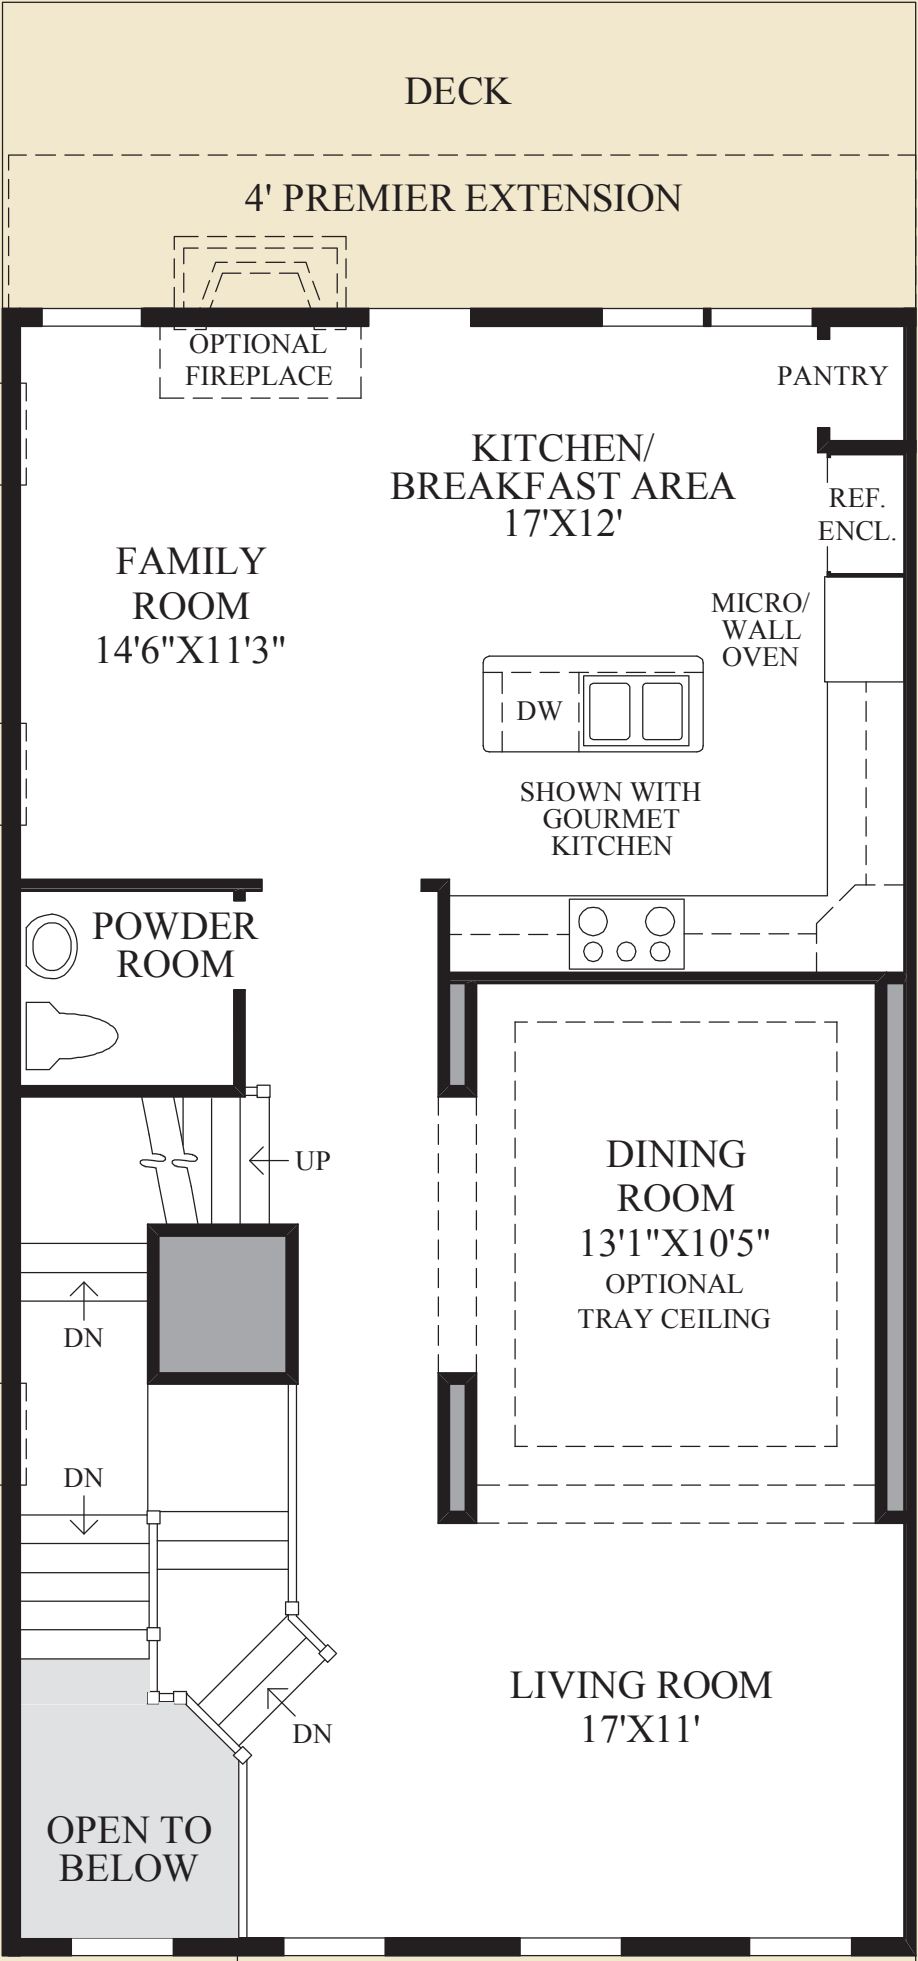 DECK
4' PREMIER EXTENSION
OPTIONAL
FIREPLACE
PANTRY
KITCHEN/
BREAKFAST AREA
17'X12'
REF.
ENCL.
FAMILY
ROOM
14'6"X11'3"
MICRO/
WALL
OVEN
DW
SHOWN WITH
GOURMET
KITCHEN
POWDER
ROOM
UP
DINING
ROOM
13'1"X10'5"
OPTIONAL
TRAY CEILING
DN
DN
LIVING ROOM
17'X11'
DN
OPEN TO
BELOW